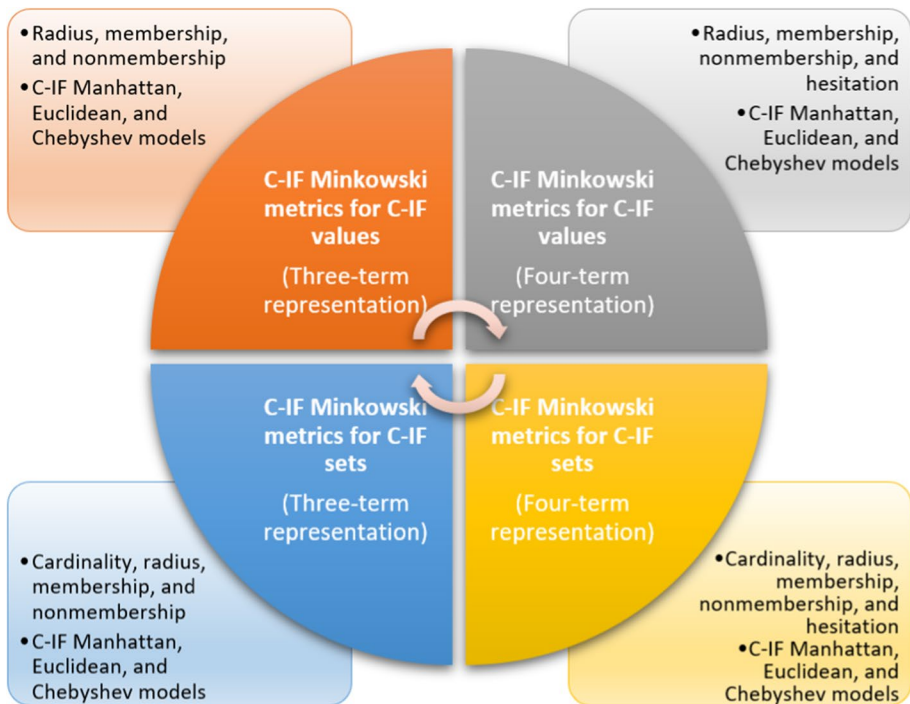 •Radius, membership,
and nonmembership
•C-IF Manhattan,
Euclidean, and
Chebyshev models
•Radius, membership,
nonmembership, and
hesitation
•C-IF Manhattan,
Euclidean, and
Chebyshev models
C-IF Minkowski
metrics for C-IF
values
(Three-term
representation)
C-IF Minkowski
metrics for C-IF
values
(Four-term
representation)
C-IF Minkowski
metrics for C-IF
sets
(Three-term
representation)
C-IF Minkowski
metrics for C-IF
sets
(Four-term
representation)
•Cardinality, radius,
membership, and
nonmembership
•C-IF Manhattan,
Euclidean, and
Chebyshev models
•Cardinality, radius,
membership,
nonmembership, and
hesitation
•C-IF Manhattan,
Euclidean, and
Chebyshev models